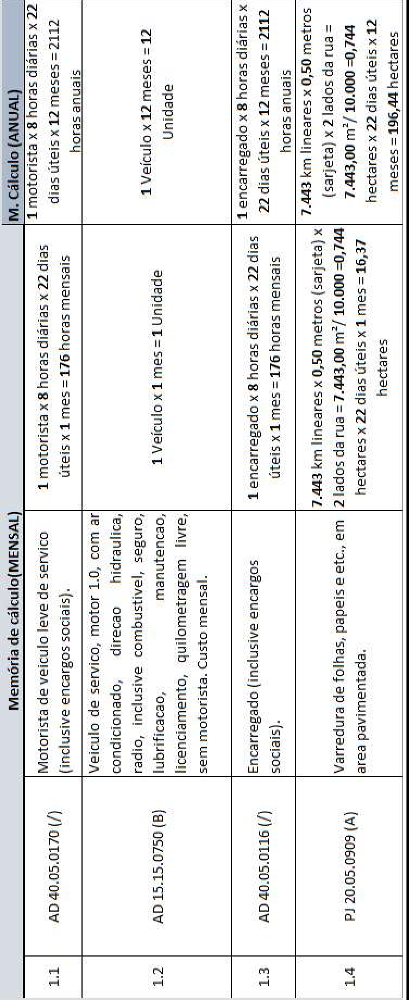 Memória de cálculo(MENSAL)
M. Cálculo (ANUAL)
1.1
AD 40.05.0170 (/)
Motorista de veiculo leve de servico
(inclusive encargos sociais).
1 motorista x 8 horas diárias x 22 dias
úteis x 1 mes = 176 horas mensais
1 motorista x 8 horas diárias x 22
dias úteis x 12 meses = 2112
horas anuais
1.2
AD 15.15.0750 (B)
Veiculo de servico, motor 1.0, com ar
condicionado, direcao hidraulica,
radio, inclusive combustivel, seguro,
lubrificacao, manutencao,
licenciamento, quilometragem livre,
sem motorista. Custo mensal.
1 Veículo x 1 mes = 1 Unidade
1 Veículo x 12 meses = 12
Unidade
1.3
AD 40.05.0116 (/)
Encarregado (inclusive encargos
sociais).
1 encarregado x 8 horas diárias x 22 dias
úteis x 1 mes = 176 horas mensais
1 encarregado x 8 horas diárias x
22 dias úteis x 12 meses = 2112
horas anuais
1.4
PJ 20.05.0909 (A)
Varredura de folhas, papeis e etc., em
area pavimentada.
7.443 km lineares x 0,50 metros (sarjeta) x
2 lados da rua = 7.443,00 m²/ 10.000 =0,744
hectares x 22 dias úteis x 1 mes = 16,37
hectares
7.443 km lineares x 0,50 metros
(sarjeta) x 2 lados da rua =
7.443,00 m²/ 10.000 =0,744
hectares x 22 dias úteis x 12
meses = 196,44 hectares